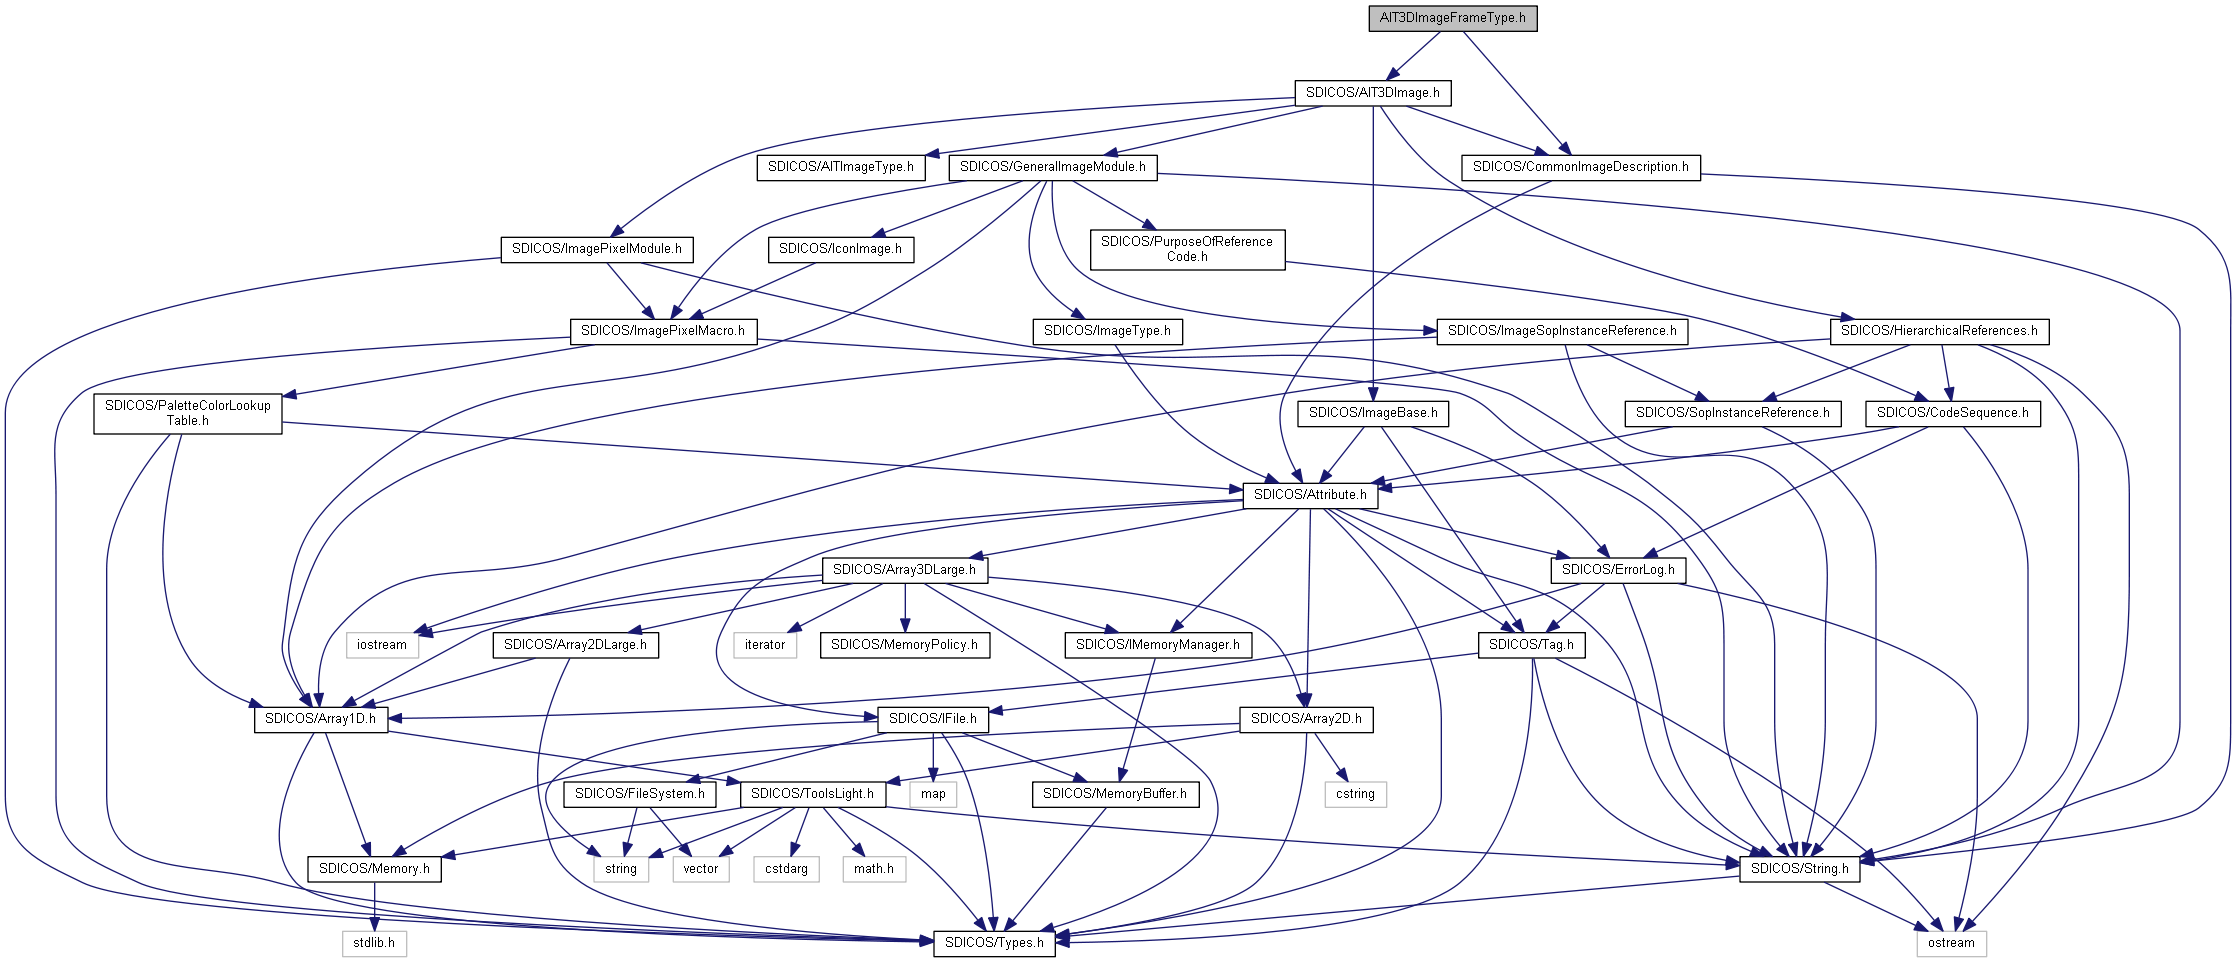 AIT3DImageFrameType.h
SDICOS/AIT3DImage.h
SDICOS/AITImageType.h
SDICOS/GeneralImageModule.h
SDICOS/CommonImageDescription.h
SDICOS/ImagePixelModule.h
SDICOS/IconImage.h
SDICOS/PurposeOfReference
Code.h
SDICOS/ImagePixelMacro.h
SDICOS/ImageType.h
SDICOS/ImageSopInstanceReference.h
SDICOS/HierarchicalReferences.h
SDICOS/PaletteColorLookup
Table.h
SDICOS/ImageBase.h
SDICOS/SopInstanceReference.h
SDICOS/CodeSequence.h
SDICOS/Attribute.h
SDICOS/Array3DLarge.h
SDICOS/ErrorLog.h
iostream
SDICOS/Array2DLarge.h
iterator
SDICOS/MemoryPolicy.h
SDICOS/IMemoryManager.h
SDICOS/Tag.h
SDICOS/Array1D.h
SDICOS/IFile.h
SDICOS/Array2D.h
SDICOS/FileSystem.h
SDICOS/ToolsLight.h
map
SDICOS/MemoryBuffer.h
cstring
SDICOS/Memory.h
string
vector
cstdarg
math.h
SDICOS/String.h
stdlib.h
SDICOS/Types.h
ostream